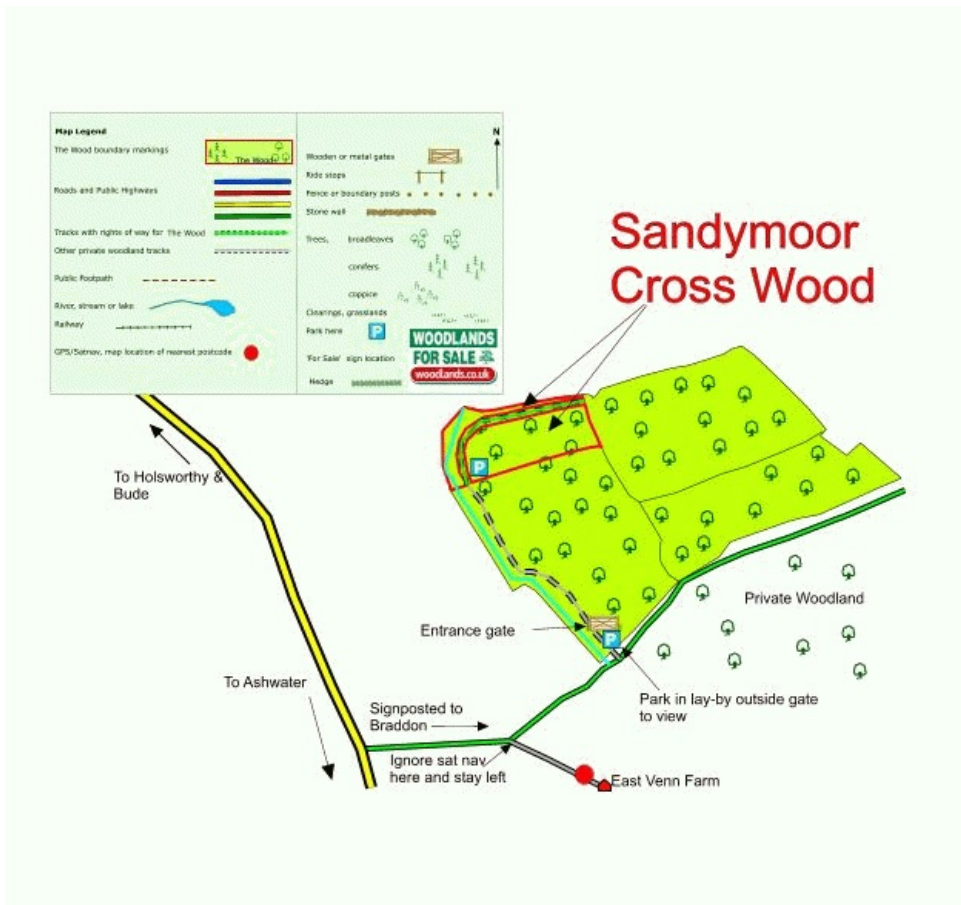 Map Legend
The Wood boundary markings
The Wood
Roads and Public Highways
Tracks with rights of way for The Wood
Other private woodland tracks
Public Footpath
River, stream or lake
Railway
GPS/Satnav, map location of nearest postcode
N
Wooden or metal gates
Ride stops
Fence or boundary posts
Stone wall
Trees, broadleaves
conifers
coppice
Clearings, grasslands
Park here P
'For Sale' sign location
Hedge
WOODLANDS
FOR SALE
woodlands.co.uk
Sandymoor
Cross Wood
To Holsworthy &
Bude
P
Private Woodland
Entrance gate
P
To Ashwater
Park in lay-by outside gate
to view
Signposted to
Braddon
Ignore sat nav
here and stay left
East Venn Farm